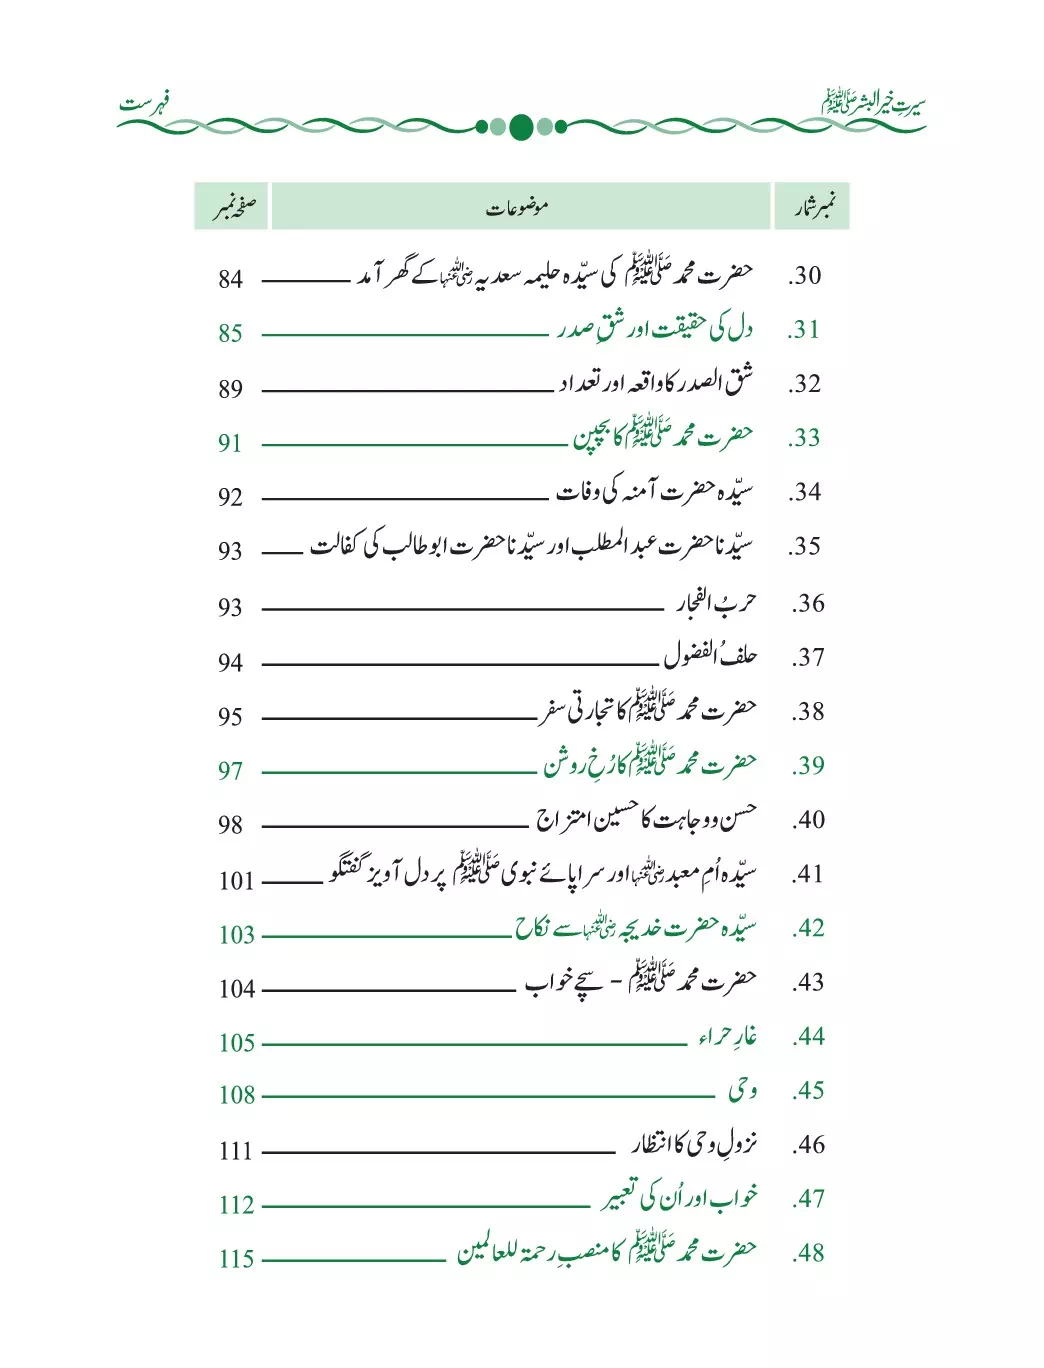 سیرتِ خیر البشر ﷺ فہرست
نمبر شمار موضوعات صفحہ نمبر
30. حضرت محمد ﷺ کی سیّدہ حلیمہ سعدیہ رضی اللہ عنہا کے گھر آمد 84
31. دل کی حقیقت اور شقِ صدر 85
32. شق الصدر کا واقعہ اور تعداد 89
33. حضرت محمد ﷺ کا بچپن 91
34. سیّدہ حضرت آمنہ کی وفات 92
35. سیّدنا حضرت عبد المطلب اور سیّدنا حضرت ابو طالب کی کفالت 93
36. حربُ الفجار 93
37. حلفُ الفضول 94
38. حضرت محمد ﷺ کا تجارتی سفر 95
39. حضرت محمد ﷺ کا رُخِ روشن 97
40. حسن و وجاہت کا حسین امتزاج 98
41. سیّدہ اُمِ معبد رضی اللہ عنہا اور سراپائے نبوی ﷺ پر دل آویز گفتگو 101
42. سیّدہ حضرت خدیجہ رضی اللہ عنہا سے نکاح 103
43. حضرت محمد ﷺ - سچے خواب 104
44. غارِ حراء 105
45. وحی 108
46. نزولِ وحی کا انتظار 111
47. خواب اور اُن کی تعبیر 112
48. حضرت محمد ﷺ کا منصبِ رحمۃ للعالمین 115